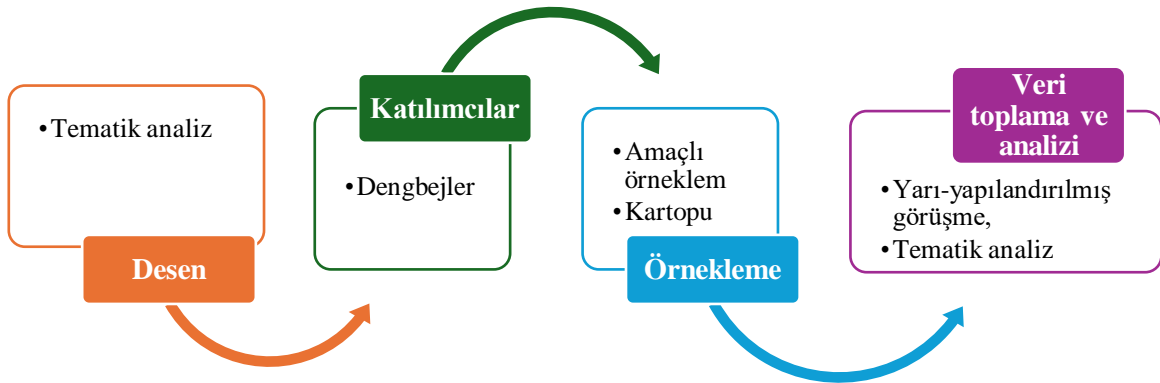 •Tematik analiz
Desen
Katılımcılar
•Dengbejler
•Amaçlı
örneklem
•Kartopu
Örnekleme
Veri
toplama ve
analizi
•Yarı-yapılandırılmış
görüşme,
•Tematik analiz